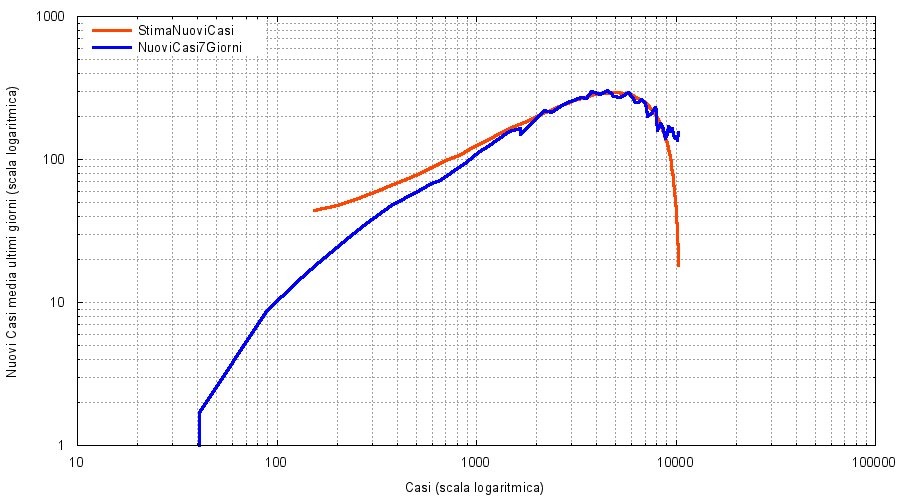 1000
100
10
1
StimaNuoviCasi
NuoviCasi7Giorni
Nuovi Casi media ultimi giorni (scala logaritmica)
10 100 1000 10000 100000
Casi (scala logaritmica)